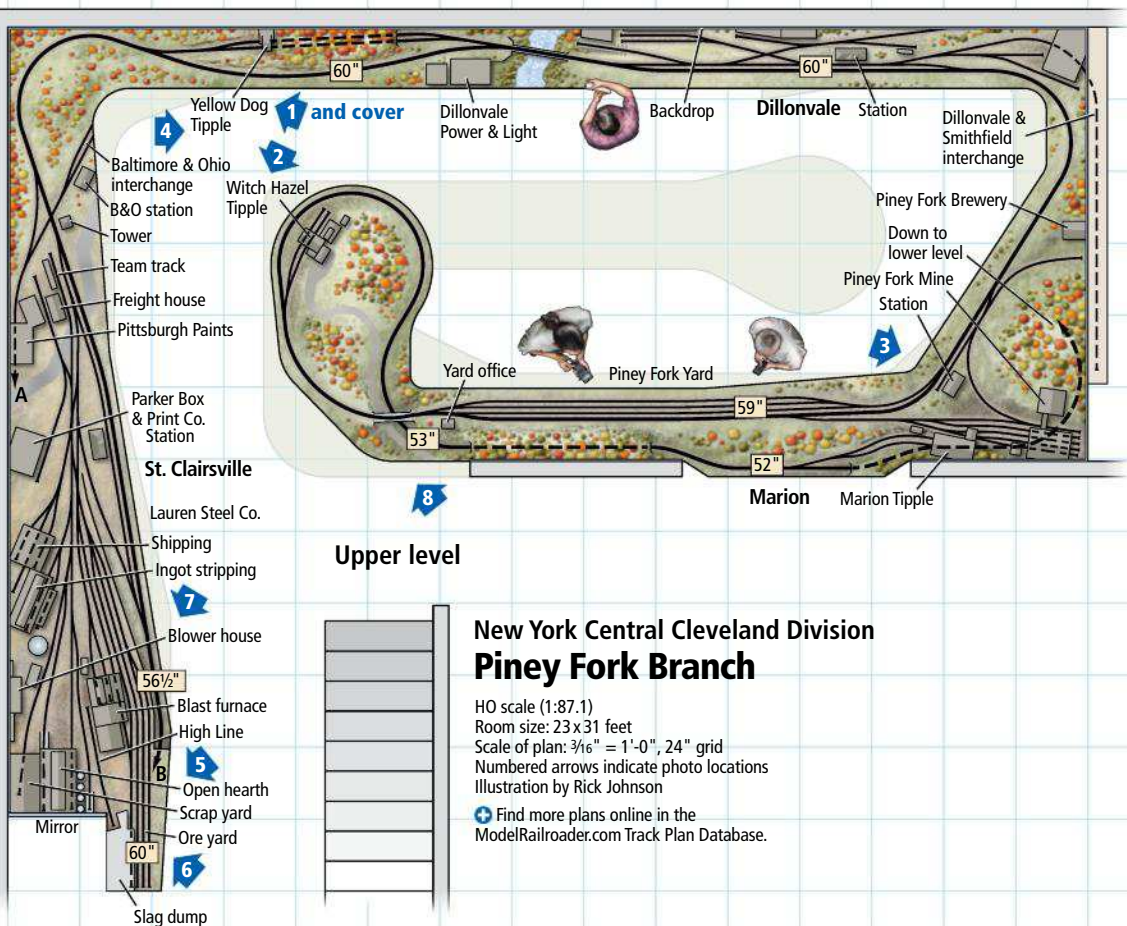 60"
60"
Yellow Dog
Tipple
1 and cover
Dillonvale
Power & Light
Backdrop
Dillonvale
Station
Dillonvale &
Smithfield
interchange
4
2
Baltimore & Ohio
interchange
B&O station
Tower
Team track
Freight house
Pittsburgh Paints
A
Witch Hazel
Tipple
Piney Fork Brewery
Down to
lower level
Piney Fork Mine
Station
3
Yard office
Piney Fork Yard
59"
53"
52"
Parker Box
& Print Co.
Station
St. Clairsville
8
Marion
Marion Tipple
Lauren Steel Co.
Shipping
Ingot stripping
7
Upper level
Blower house
56½"
Blast furnace
High Line
5
B
Open hearth
Scrap yard
Mirror
Ore yard
60"
6
Slag dump
New York Central Cleveland Division
Piney Fork Branch
HO scale (1:87.1)
Room size: 23 x 31 feet
Scale of plan: 3/16" = 1'-0", 24" grid
Numbered arrows indicate photo locations
Illustration by Rick Johnson
Find more plans online in the
ModelRailroader.com Track Plan Database.